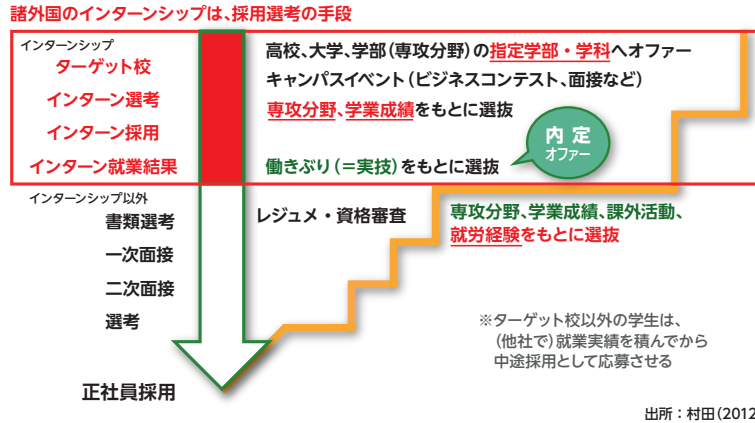 諸外国のインターンシップは、採用選考の手段
インターンシップ
ターゲット校
高校、大学、学部（専攻分野）の指定学部・学科へオファー
キャンパスイベント（ビジネスコンテスト、面接など）
インターン選考
専攻分野、学業成績をもとに選抜
インターン採用
内 定
オファー
インターン就業結果
働きぶり（＝実技）をもとに選抜
インターンシップ以外
書類選考
レジュメ・資格審査
専攻分野、学業成績、課外活動、
就労経験をもとに選抜
一次面接
二次面接
選考
※ターゲット校以外の学生は、
（他社で）就業実績を積んでから
中途採用として応募させる
正社員採用
出所：村田（2012